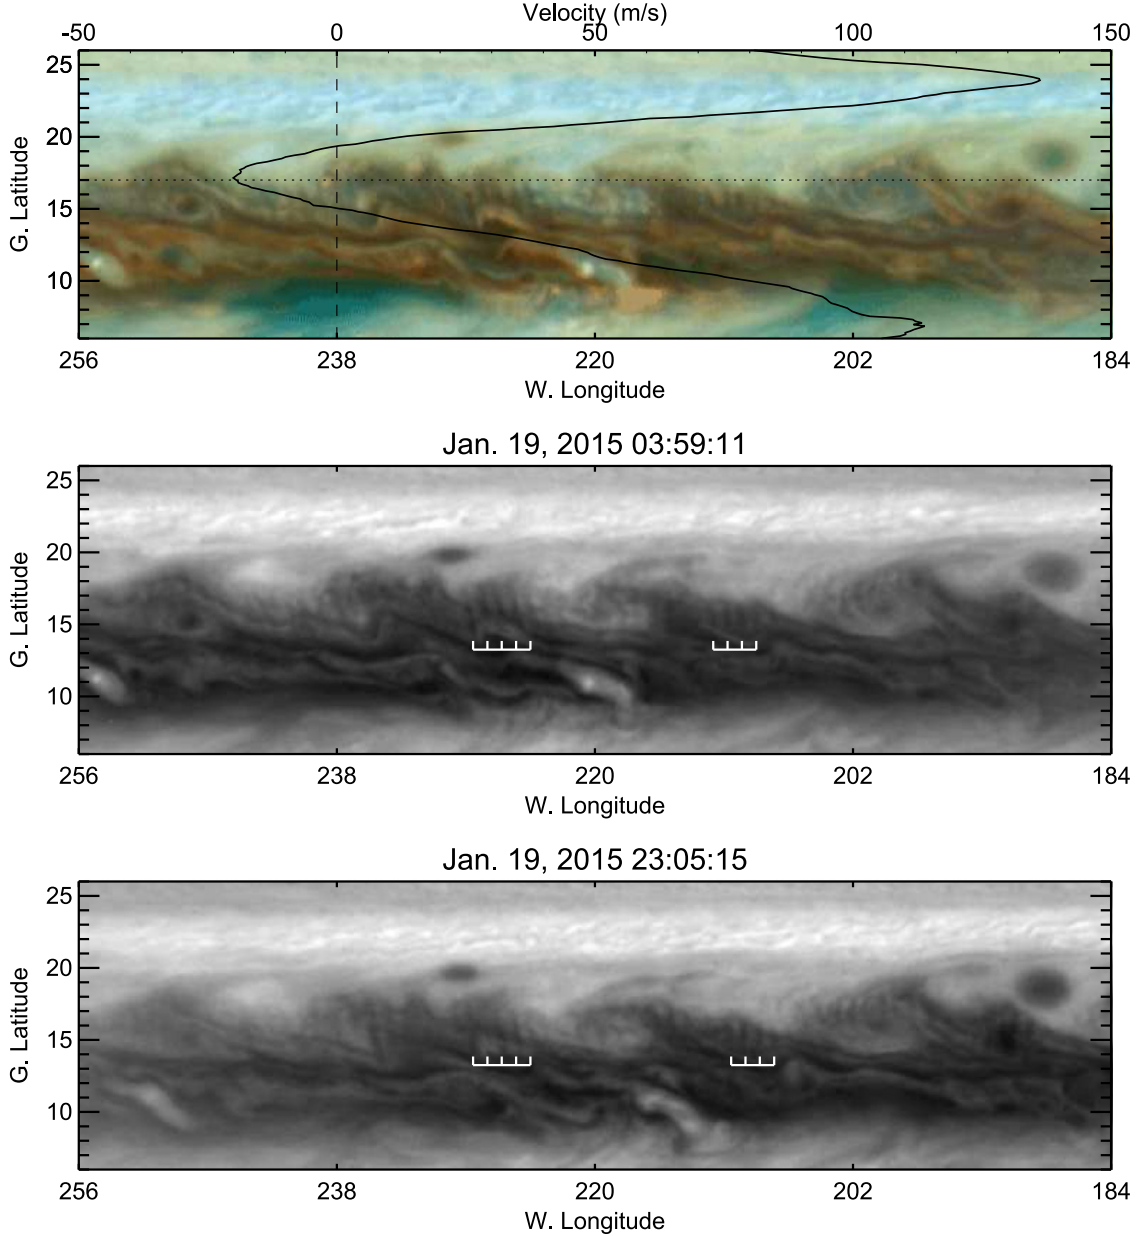 Velocity (m/s)
-50 0 50 100 150
25
20
15
10
G. Latitude
256 238 220 202 184
W. Longitude
Jan. 19, 2015 03:59:11
25
20
15
10
G. Latitude
256 238 220 202 184
W. Longitude
Jan. 19, 2015 23:05:15
25
20
15
10
G. Latitude
256 238 220 202 184
W. Longitude